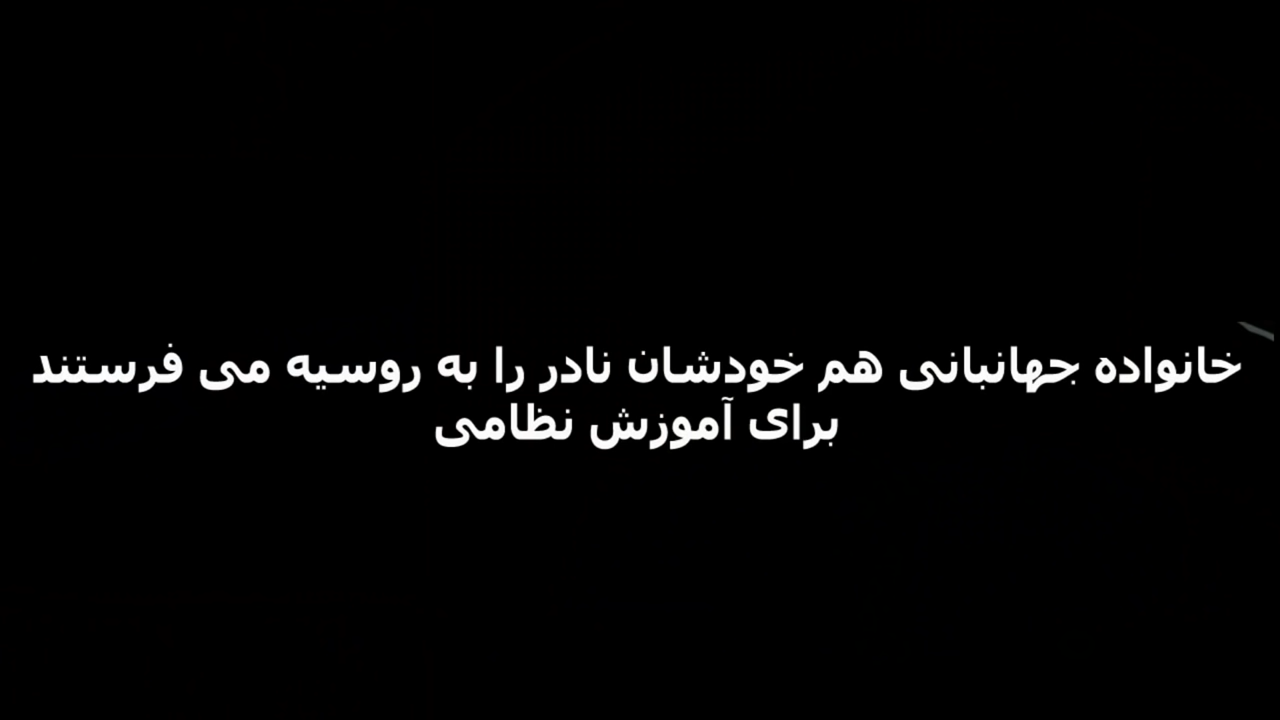 خانواده جهانبانی هم خودشان نادر را به روسیه می فرستند
برای آموزش نظامی